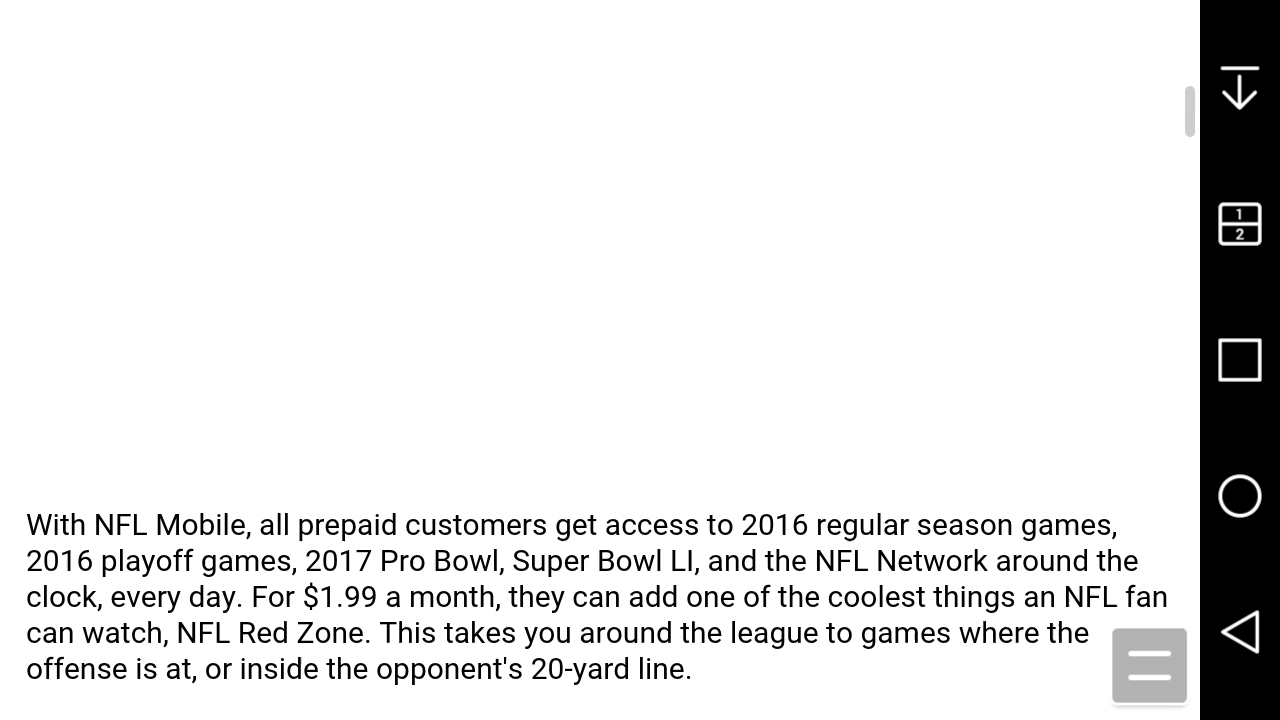 With NFL Mobile, all prepaid customers get access to 2016 regular season games,
2016 playoff games, 2017 Pro Bowl, Super Bowl LI, and the NFL Network around the
clock, every day. For $1.99 a month, they can add one of the coolest things an NFL fan
can watch, NFL Red Zone. This takes you around the league to games where the
offense is at, or inside the opponent's 20-yard line.
1
2